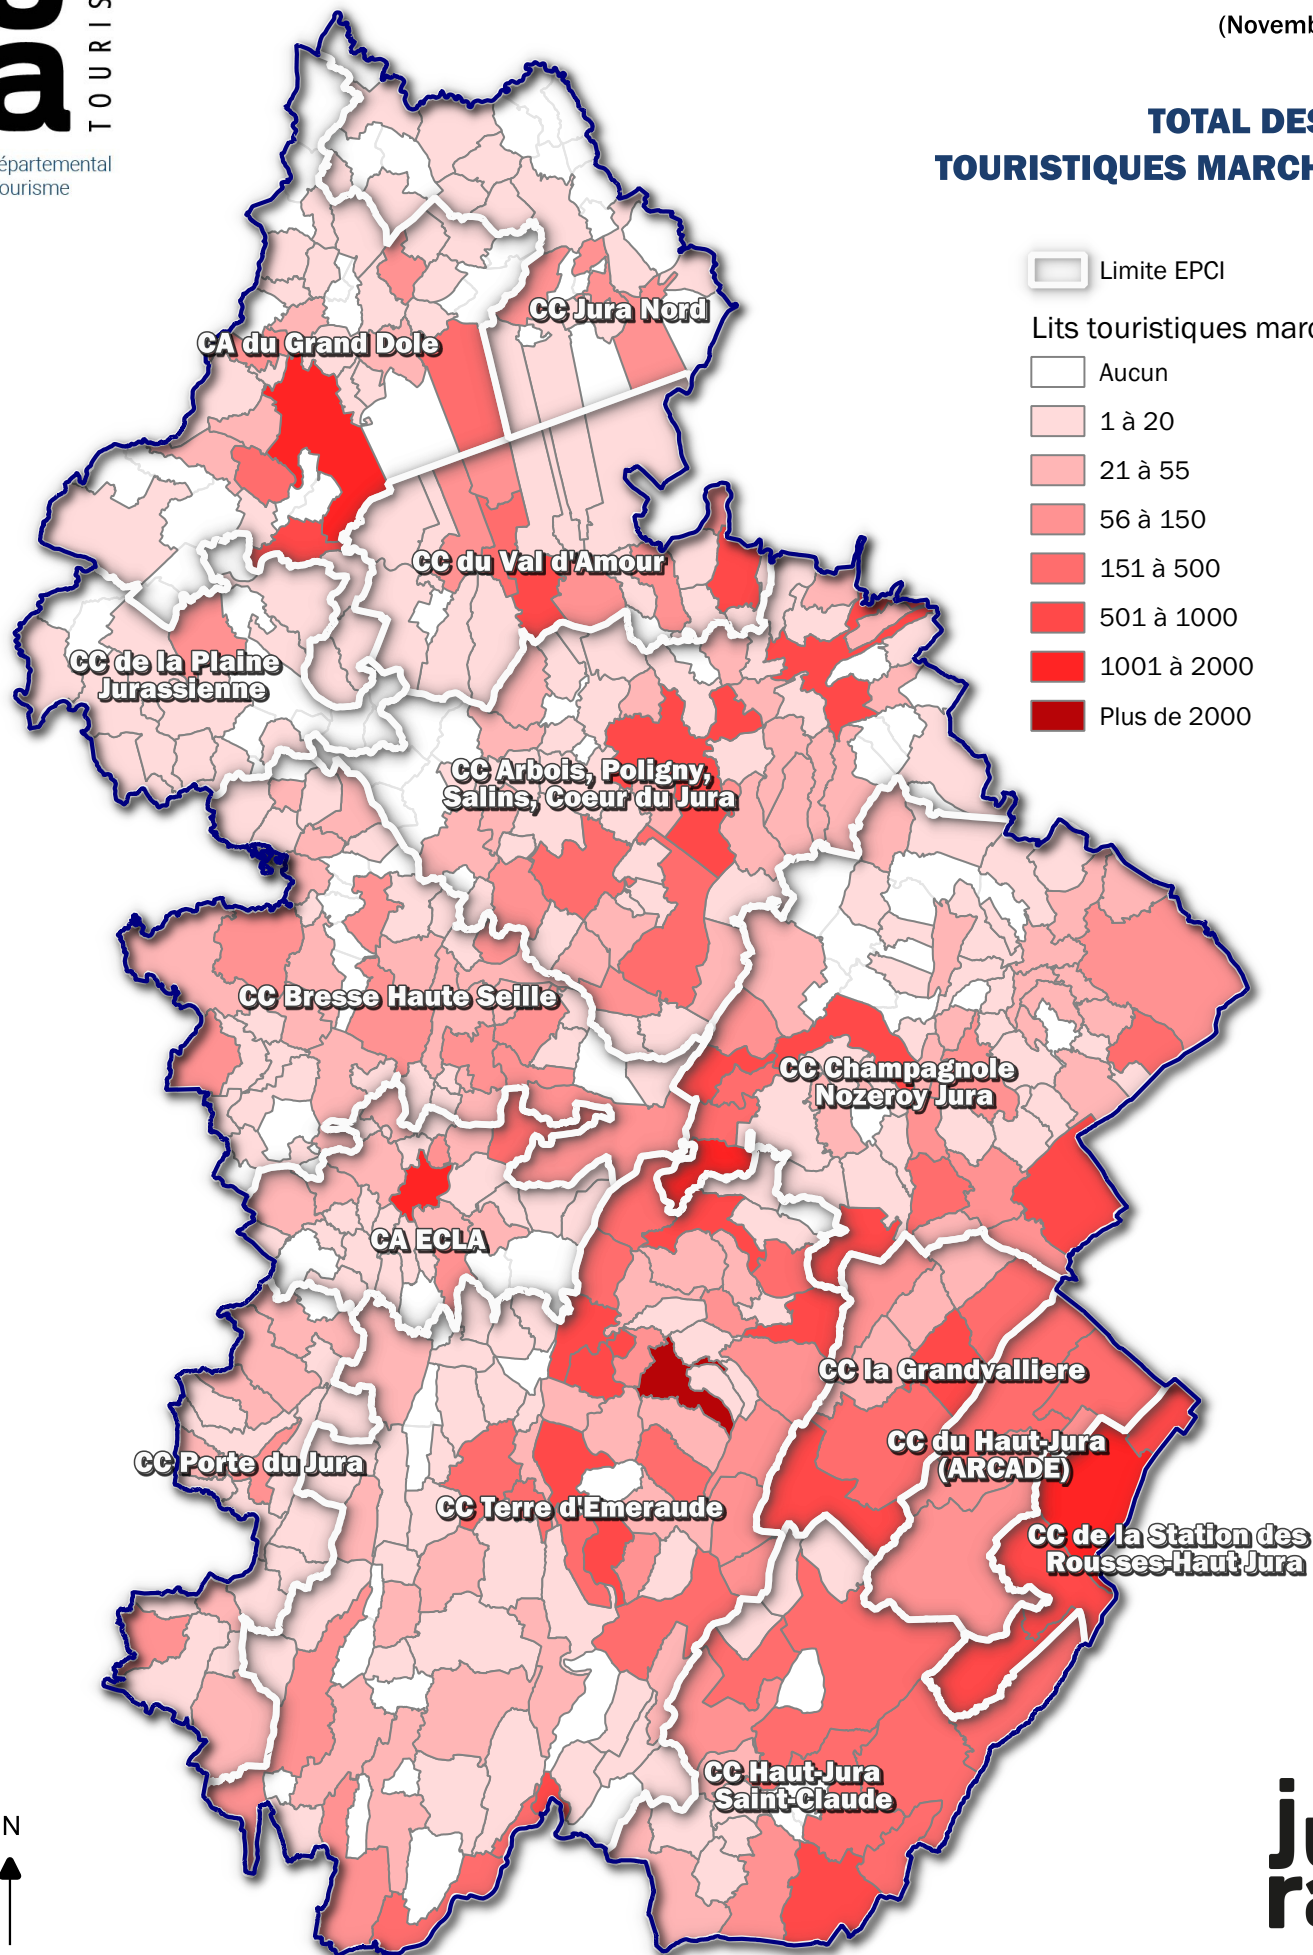 TOURIS
épartemental
ourisme
(Novemb
TOTAL DES
TOURISTIQUES MARCH
Limite EPCI
Lits touristiques marc
Aucun
1 à 20
21 à 55
56 à 150
151 à 500
501 à 1000
1001 à 2000
Plus de 2000
CC Jura Nord
CA du Grand Dole
CC du Val d'Amour
CC de la Plaine
Jurassienne
CC Arbois, Poligny,
Salins, Coeur du Jura
CC Bresse Haute Seille
CC Champagnole
Nozeroy Jura
CA ECLA
CC la Grandvalliere
CC du Haut-Jura
(ARCADE)
CC Porte du Jura
CC Terre d'Emeraude
CC de la Station des
Rousses-Haut Jura
CC Haut-Jura
Saint-Claude
N
ju
ra